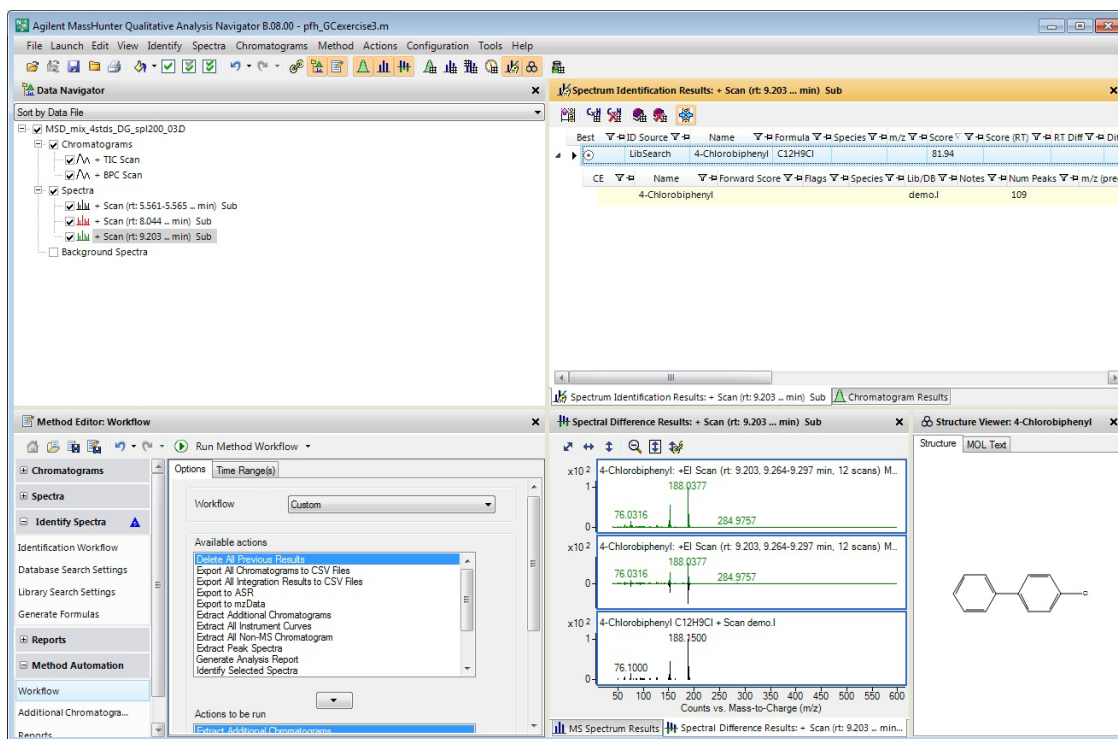 Agilent MassHunter Qualitative Analysis Navigator B.08.00 - pfh_GCexercise3.m
File Launch Edit View Identify Spectra Chromatograms Method Actions Configuration Tools Help
Data Navigator
Sort by Data File
MSD_mix_4stds_DG_spl200_03.D
Chromatograms
+ TIC Scan
+ BPC Scan
Spectra
+ Scan (rt: 5.561-5.565 ... min) Sub
+ Scan (rt: 8.044 ... min) Sub
+ Scan (rt: 9.203 ... min) Sub
Background Spectra
Spectrum Identification Results: + Scan (rt: 9.203 ... min) Sub
Best ID Source Name Formula Species m/z Score Score (RT) RT Diff Dif
LibSearch 4-Chlorobiphenyl C12H9Cl 81.94
CE Name Forward Score Flags Species Lib/DB Notes Num Peaks m/z (prec
4-Chlorobiphenyl demo.l 109
Spectrum Identification Results: + Scan (rt: 9.203 ... min) Sub Chromatogram Results
Method Editor: Workflow
Run Method Workflow
Chromatograms
Spectra
Identify Spectra
Identification Workflow
Database Search Settings
Library Search Settings
Generate Formulas
Reports
Method Automation
Workflow
Additional Chromatogra...
Reports
Options Time Range(s)
Workflow Custom
Available actions
Delete All Previous Results
Export All Chromatograms to CSV Files
Export All Integration Results to CSV Files
Export to ASR
Export to mzData
Extract Additional Chromatograms
Extract All Instrument Curves
Extract All Non-MS Chromatogram
Extract Peak Spectra
Generate Analysis Report
Identify Selected Spectra
Actions to be run
Extract Additional Chromatograms
Spectral Difference Results: + Scan (rt: 9.203 ... min) Sub
x10 2 4-Chlorobiphenyl: +EI Scan (rt: 9.203, 9.264-9.297 min, 12 scans) M...
188.0377
1
76.0316
284.9757
0
x10 2 4-Chlorobiphenyl: +EI Scan (rt: 9.203, 9.264-9.297 min, 12 scans) M...
188.0377
1
76.0316 284.9757
0
x10 2 4-Chlorobiphenyl C12H9Cl + Scan demo.l
1 188.1500
76.1000
0
50 100 150 200 250 300 350 400 450 500 550 600
Counts vs. Mass-to-Charge (m/z)
MS Spectrum Results Spectral Difference Results: + Scan (rt: 9.203 ... min...
Structure Viewer: 4-Chlorobiphenyl
Structure MOL Text